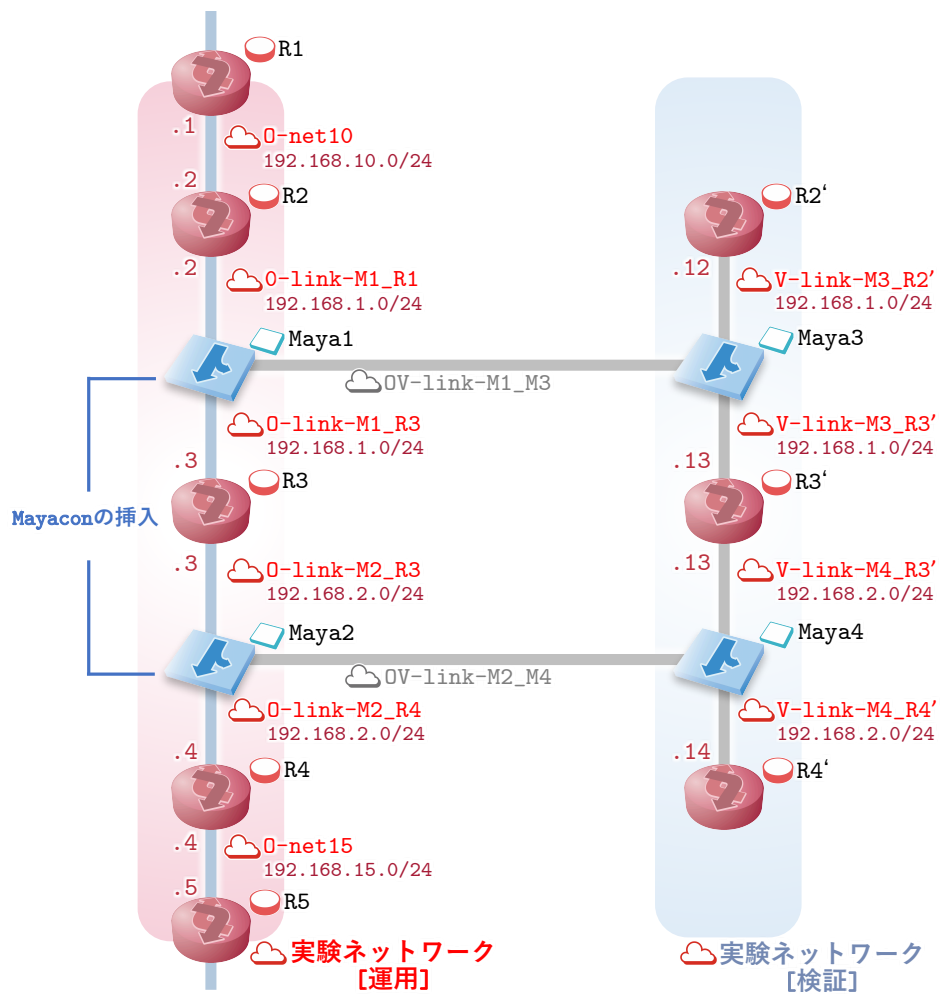 R1
.1
O-net10
192.168.10.0/24
.2
R2
R2‘
.2
O-link-M1_R1
192.168.1.0/24
.12
V-link-M3_R2′
192.168.1.0/24
Maya1
Maya3
OV-link-M1_M3
O-link-M1_R3
192.168.1.0/24
V-link-M3_R3′
192.168.1.0/24
.3
R3
.13
R3‘
Mayaconの挿入
.3
O-link-M2_R3
192.168.2.0/24
.13
V-link-M4_R3′
192.168.2.0/24
Maya2
Maya4
OV-link-M2_M4
O-link-M2_R4
192.168.2.0/24
V-link-M4_R4′
192.168.2.0/24
.4
R4
.14
R4‘
.4
O-net15
192.168.15.0/24
.5
R5
実験ネットワーク
[運用]
実験ネットワーク
[検証]